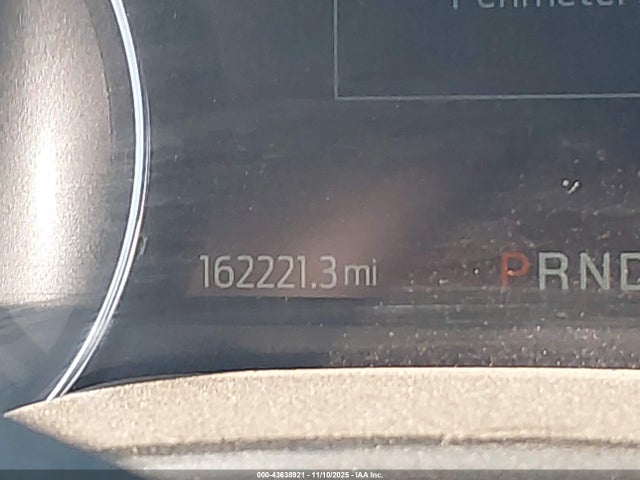 Perimeter
162221.3 mi
PRND
000-43638921 - 11/10/2025 - IAA Inc.